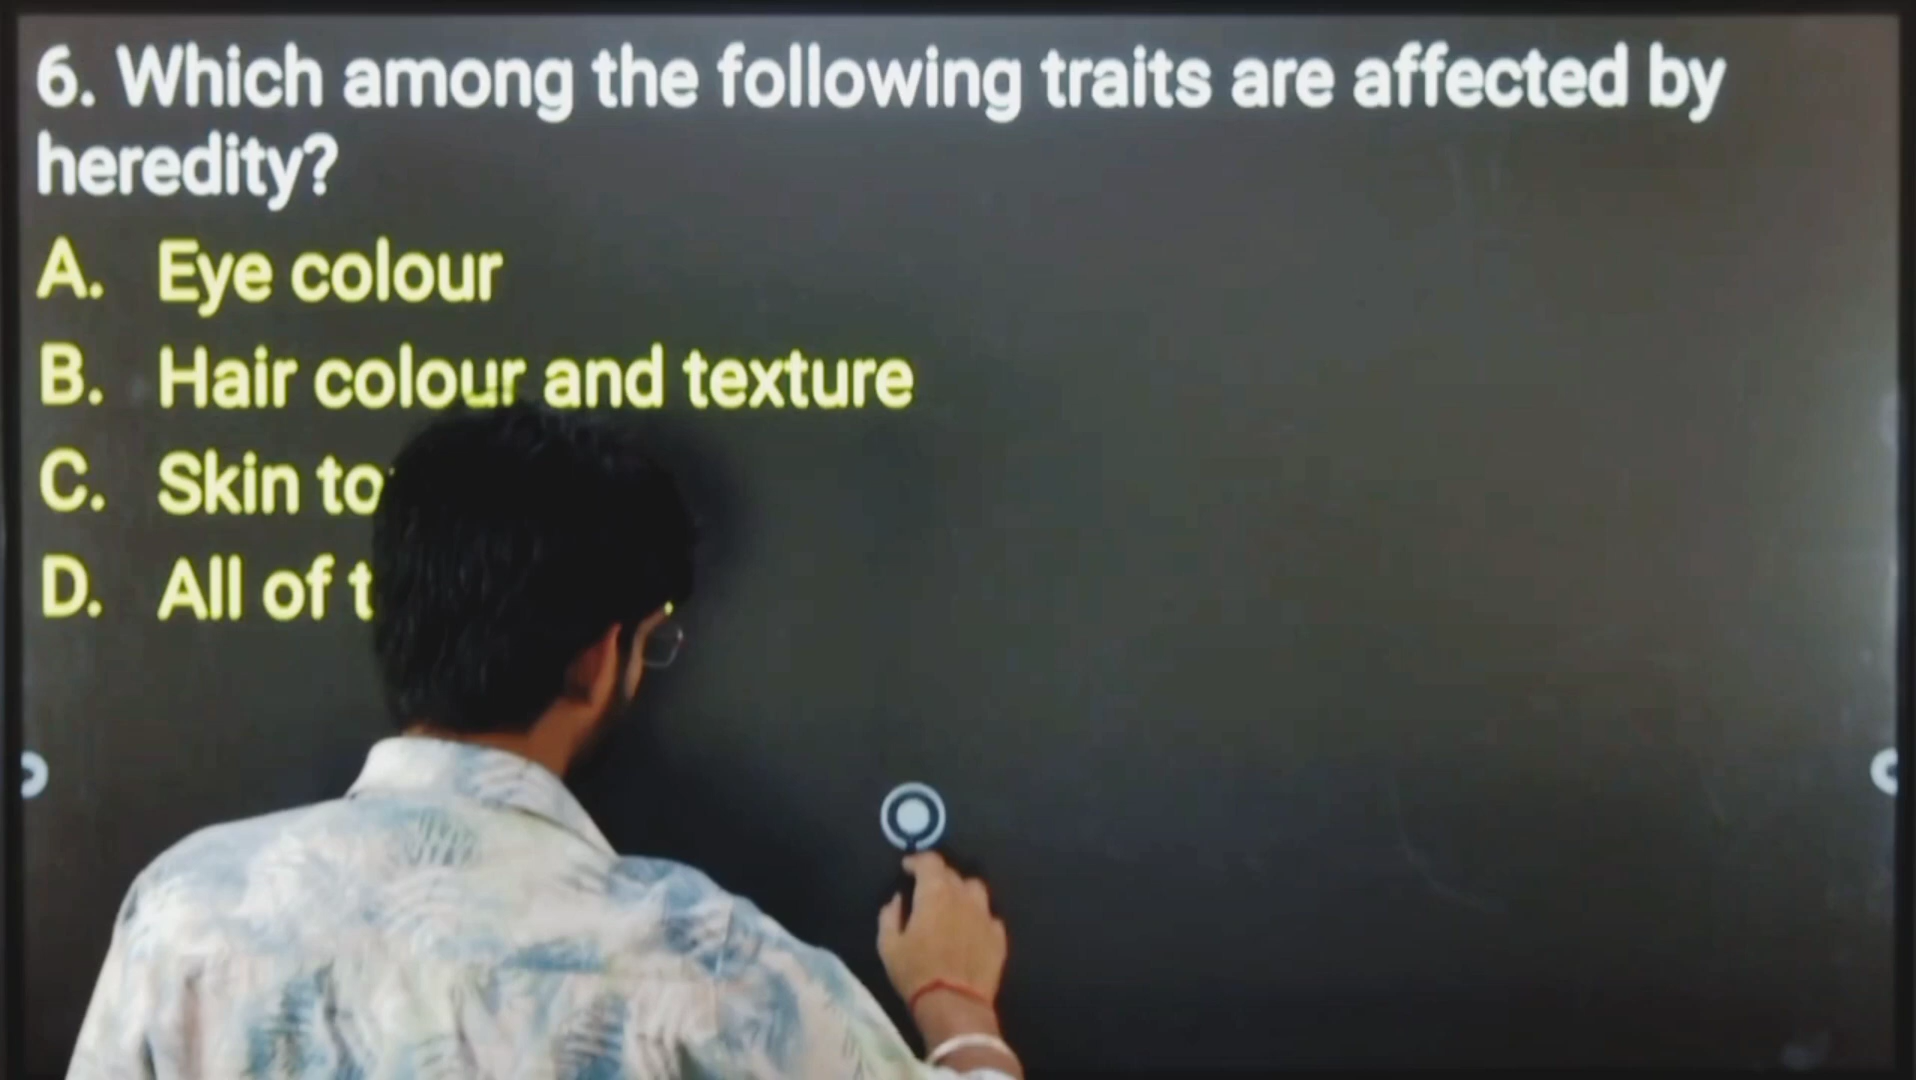 6. Which among the following traits are affected by
heredity?
A. Eye colour
B. Hair colour and texture
C. Skin
D. All of